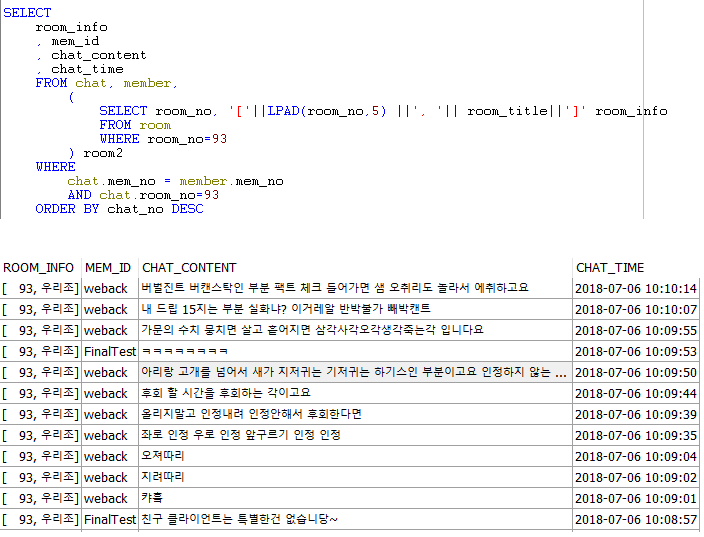 SELECT
room_info
, mem_id
, chat_content
, chat_time
FROM chat, member,
(
SELECT room_no, '['||LPAD(room_no,5) ||', '|| room_title||']' room_info
FROM room
WHERE room_no=93
) room2
WHERE
chat.mem_no = member.mem_no
AND chat.room_no=93
ORDER BY chat_no DESC
ROOM_INFO MEM_ID CHAT_CONTENT CHAT_TIME
[ 93, 우리조] weback 버벌진트 버캔스탁인 부분 팩트 체크 들어가면 샘 오취리도 놀라서 에취하고요 2018-07-06 10:10:14
[ 93, 우리조] weback 내 드립 15지는 부분 실화냐? 이거레알 반박불가 빼박캔트 2018-07-06 10:10:07
[ 93, 우리조] weback 가문의 수치 뭉치면 살고 흩어지면 삼각사각오각생각죽는각 입니다요 2018-07-06 10:09:55
[ 93, 우리조] FinalTest ㅋㅋㅋㅋㅋㅋㅋㅋ 2018-07-06 10:09:53
[ 93, 우리조] weback 아리랑 고개를 넘어서 새가 지저귀는 기저귀는 하기스인 부분이고요 인정하지 않는 ... 2018-07-06 10:09:50
[ 93, 우리조] weback 후회 할 시간을 후회하는 각이고요 2018-07-06 10:09:44
[ 93, 우리조] weback 올리지말고 인정내려 인정안해서 후회한다면 2018-07-06 10:09:39
[ 93, 우리조] weback 좌로 인정 우로 인정 앞구르기 인정 인정 2018-07-06 10:09:35
[ 93, 우리조] weback 오져따리 2018-07-06 10:09:04
[ 93, 우리조] weback 지려따리 2018-07-06 10:09:02
[ 93, 우리조] weback 캬흨 2018-07-06 10:09:01
[ 93, 우리조] FinalTest 친구 클라이언트는 특별한건 없습니당~ 2018-07-06 10:08:57